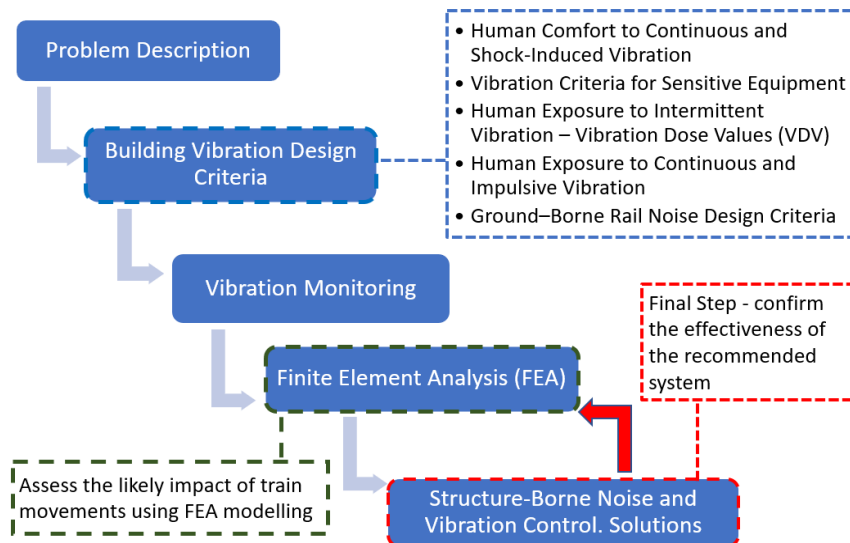 Problem Description
• Human Comfort to Continuous and
Shock-Induced Vibration
• Vibration Criteria for Sensitive Equipment
• Human Exposure to Intermittent
Vibration – Vibration Dose Values (VDV)
• Human Exposure to Continuous and
Impulsive Vibration
• Ground–Borne Rail Noise Design Criteria
Building Vibration Design
Criteria
Vibration Monitoring
Final Step - confirm
the effectiveness of
the recommended
system
Finite Element Analysis (FEA)
Assess the likely impact of train
movements using FEA modelling
Structure-Borne Noise and
Vibration Control. Solutions